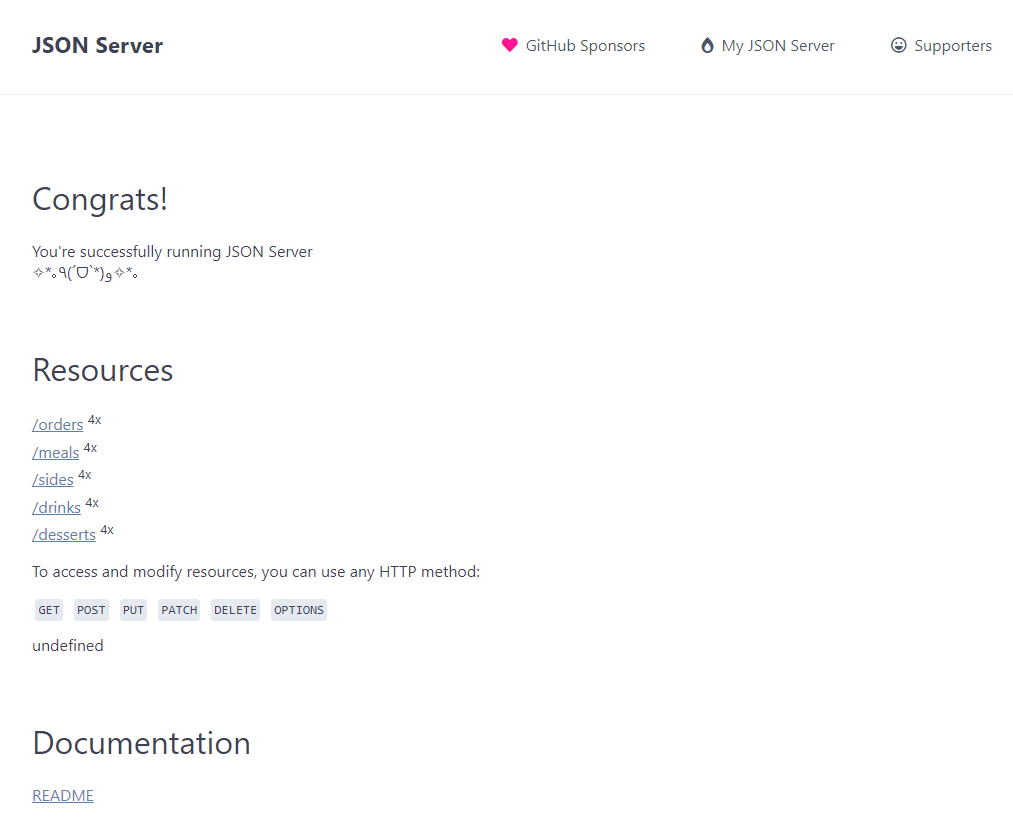 JSON Server
GitHub Sponsors
My JSON Server
Supporters
Congrats!
You're successfully running JSON Server
✧*｡٩(ˊᗜˋ*)و✧*｡
Resources
/orders 4x
/meals 4x
/sides 4x
/drinks 4x
/desserts 4x
To access and modify resources, you can use any HTTP method:
GET POST PUT PATCH DELETE OPTIONS
undefined
Documentation
README